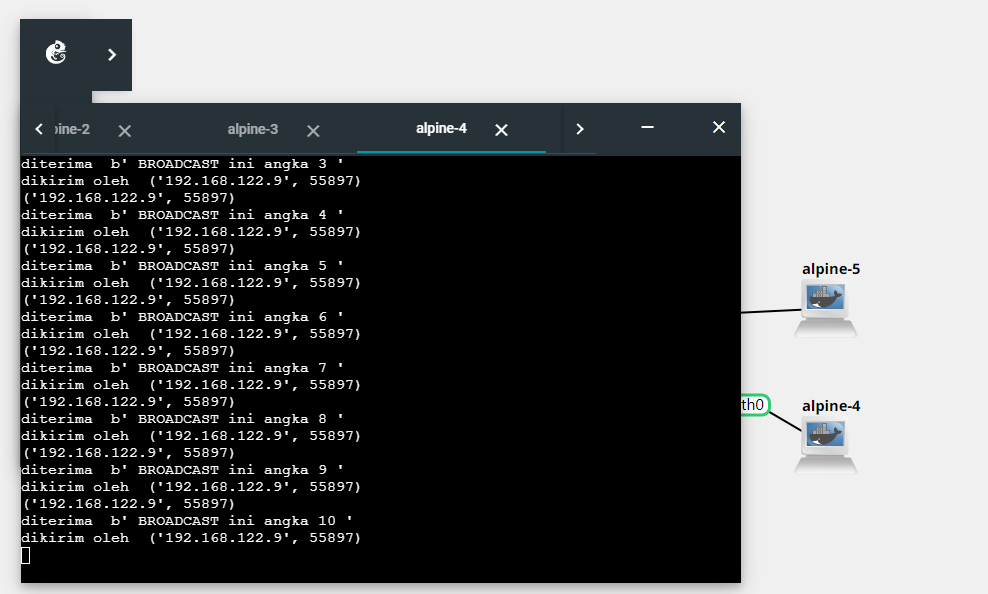 pine-2
alpine-3
alpine-4
diterima  b' BROADCAST ini angka 3 '
dikirim oleh  ('192.168.122.9', 55897)
('192.168.122.9', 55897)
diterima  b' BROADCAST ini angka 4 '
dikirim oleh  ('192.168.122.9', 55897)
('192.168.122.9', 55897)
diterima  b' BROADCAST ini angka 5 '
dikirim oleh  ('192.168.122.9', 55897)
('192.168.122.9', 55897)
diterima  b' BROADCAST ini angka 6 '
dikirim oleh  ('192.168.122.9', 55897)
('192.168.122.9', 55897)
diterima  b' BROADCAST ini angka 7 '
dikirim oleh  ('192.168.122.9', 55897)
('192.168.122.9', 55897)
diterima  b' BROADCAST ini angka 8 '
dikirim oleh  ('192.168.122.9', 55897)
('192.168.122.9', 55897)
diterima  b' BROADCAST ini angka 9 '
dikirim oleh  ('192.168.122.9', 55897)
('192.168.122.9', 55897)
diterima  b' BROADCAST ini angka 10 '
dikirim oleh  ('192.168.122.9', 55897)
alpine-5
th0
alpine-4